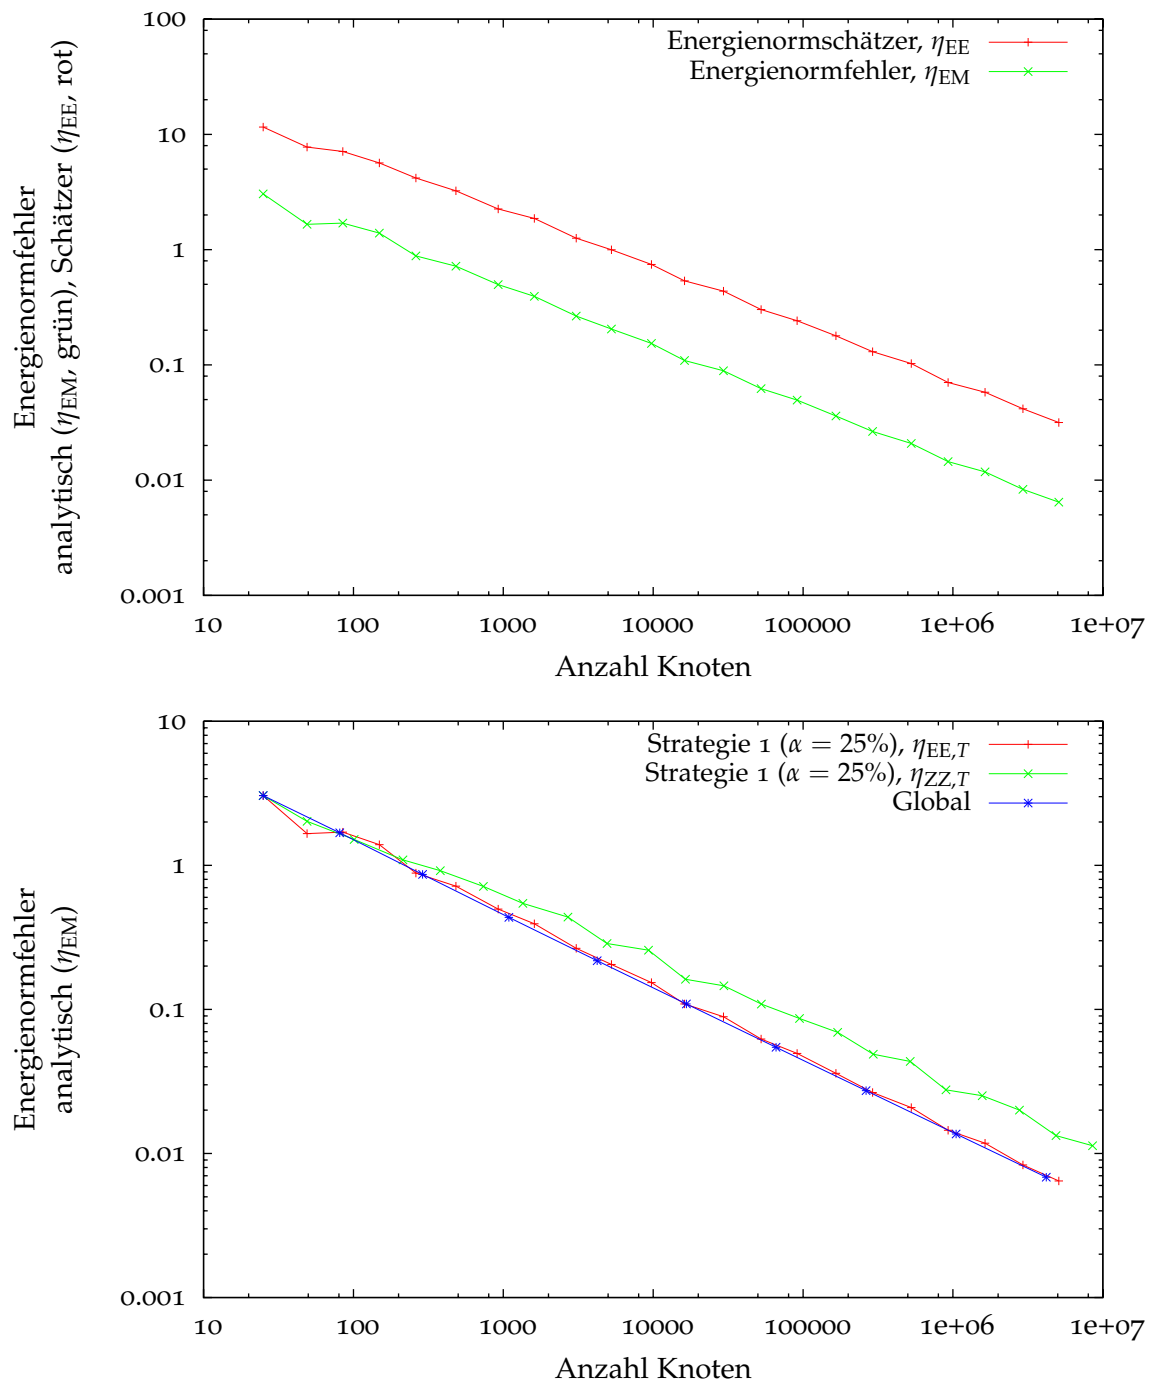 100
10
1
0.1
0.01
0.001
Energienormfehler
analytisch (ηEM, grün), Schätzer (ηEE, rot)
Energienormschätzer, ηEE
Energienormfehler, ηEM
10 100 1000 10000 100000 1e+06 1e+07
Anzahl Knoten
10
1
0.1
0.01
0.001
Energienormfehler
analytisch (ηEM)
Strategie 1 (α = 25%), ηEE,T
Strategie 1 (α = 25%), ηZZ,T
Global
10 100 1000 10000 100000 1e+06 1e+07
Anzahl Knoten